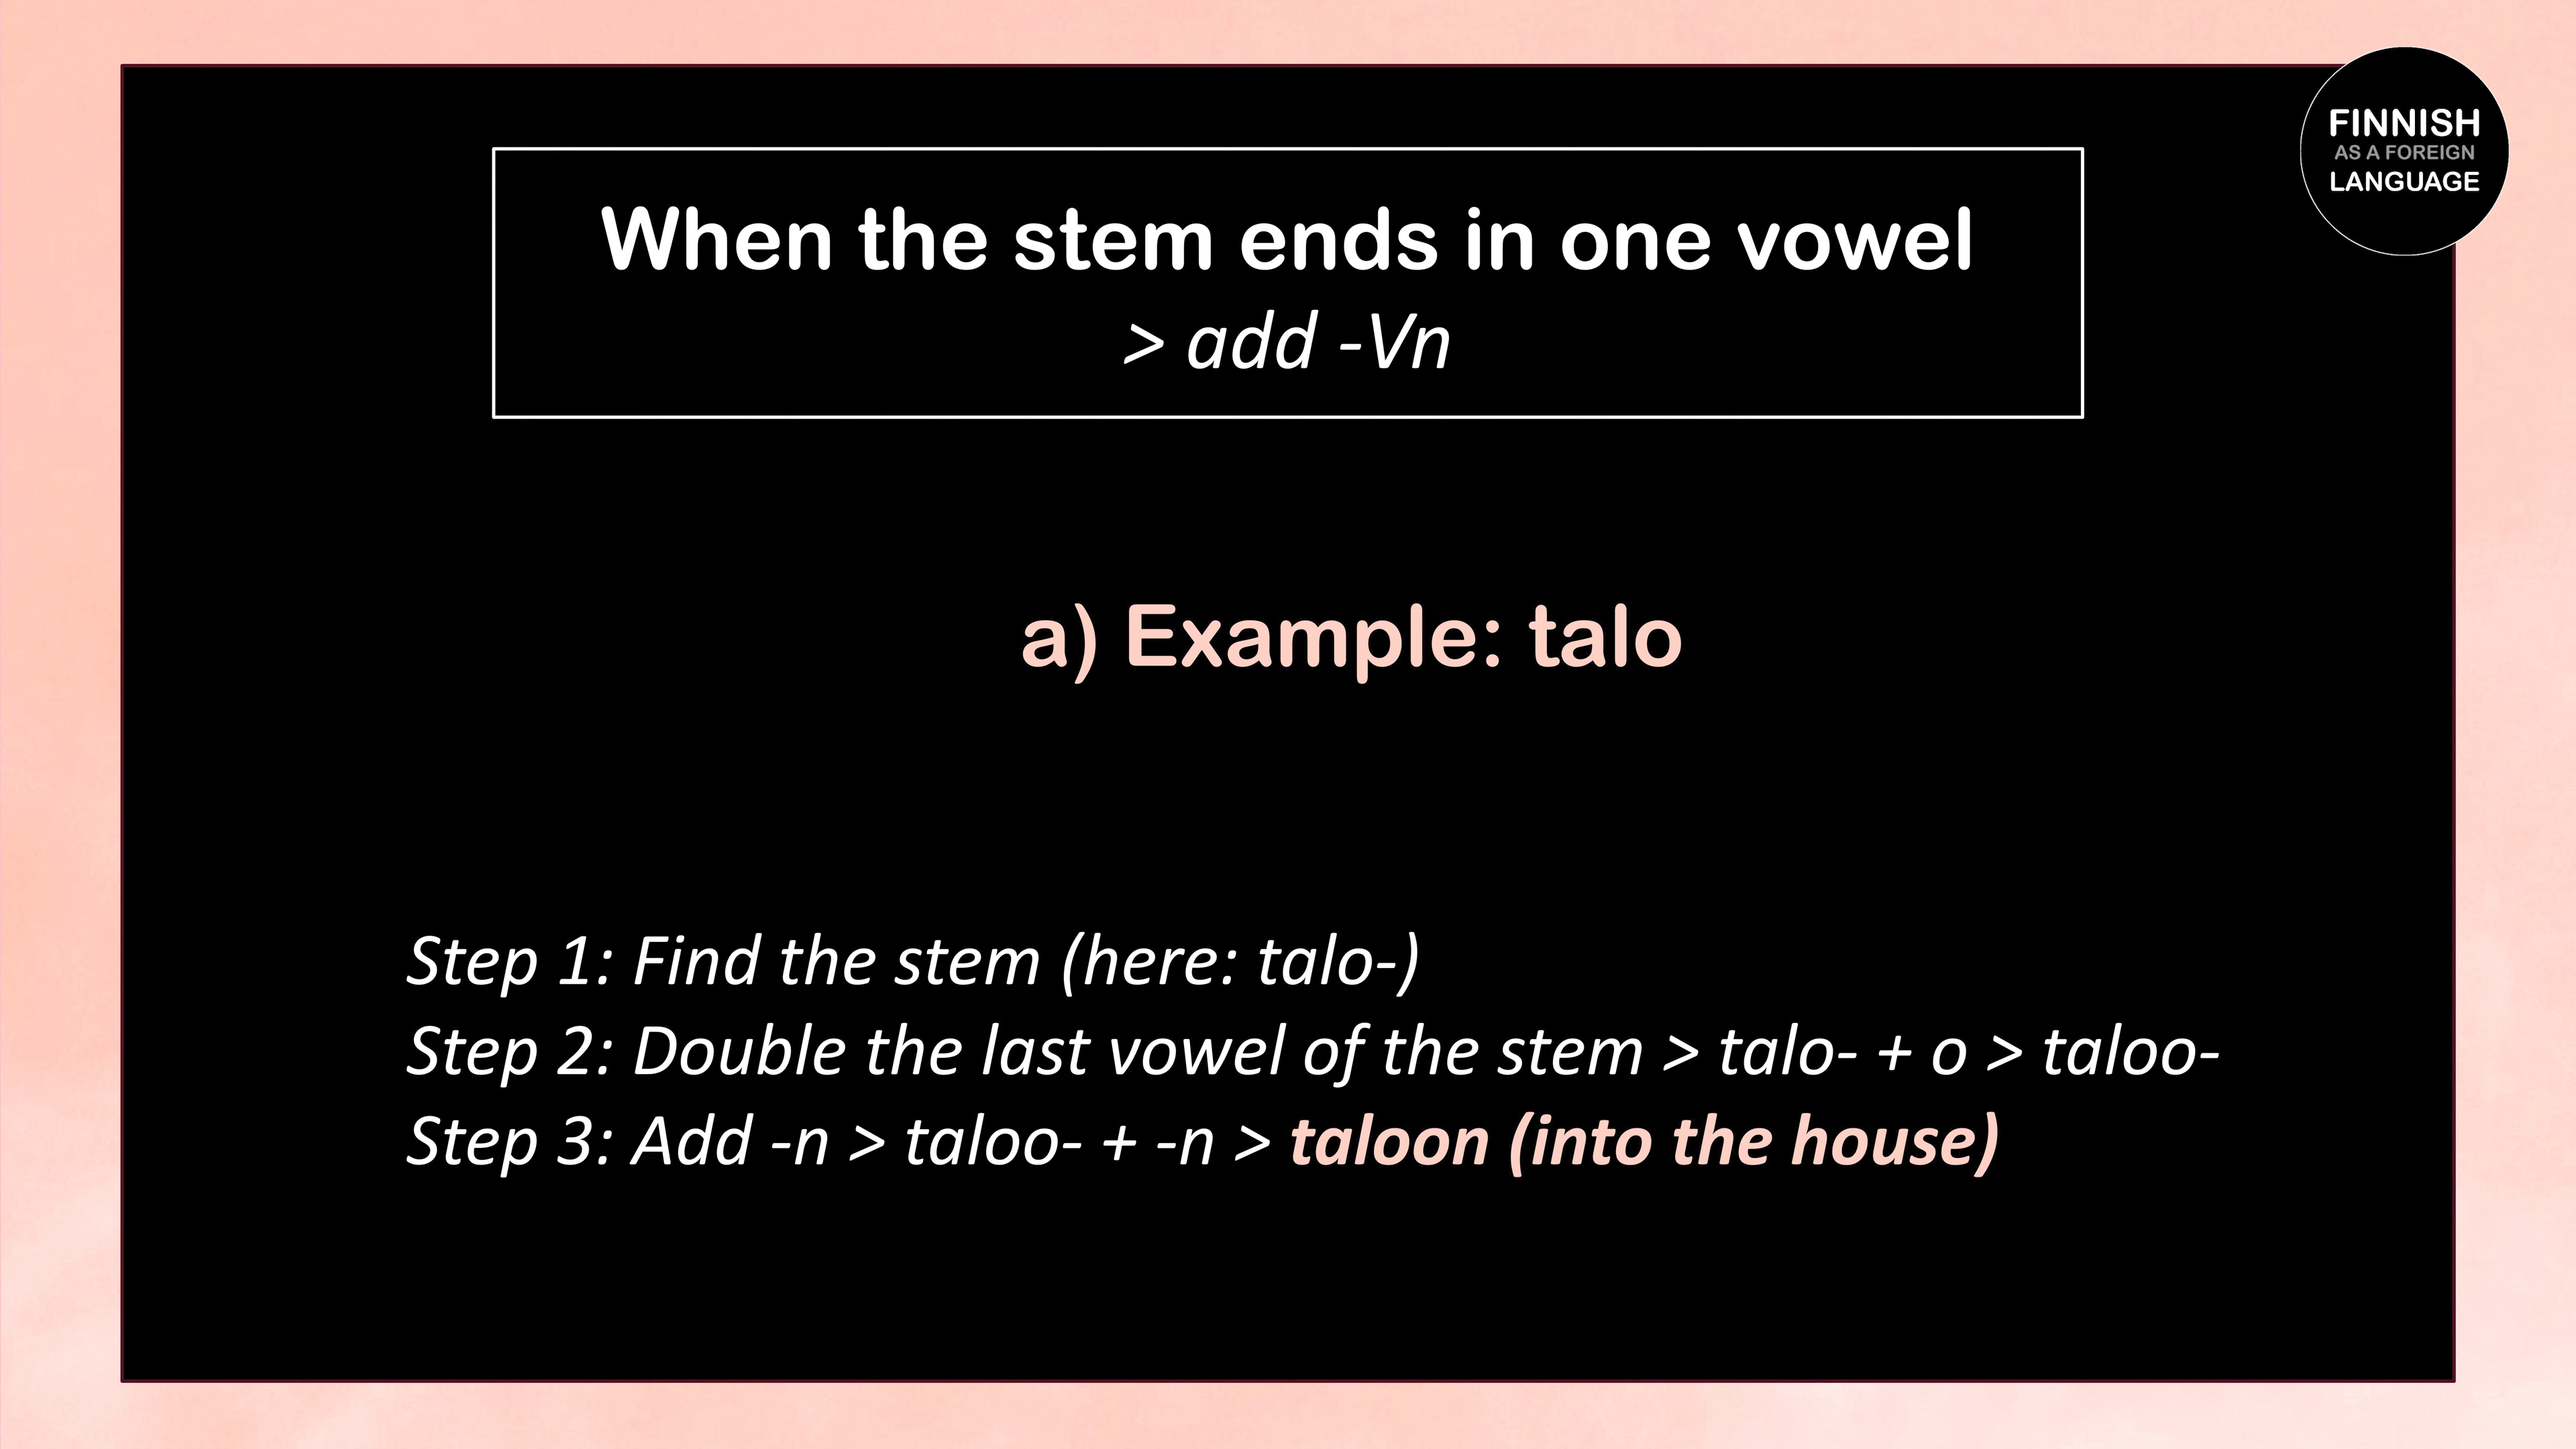 FINNISH
AS A FOREIGN
LANGUAGE
When the stem ends in one vowel
> add -Vn
a) Example: talo
Step 1: Find the stem (here: talo-)
Step 2: Double the last vowel of the stem > talo- + o > taloo-
Step 3: Add -n > taloo- + -n > taloon (into the house)